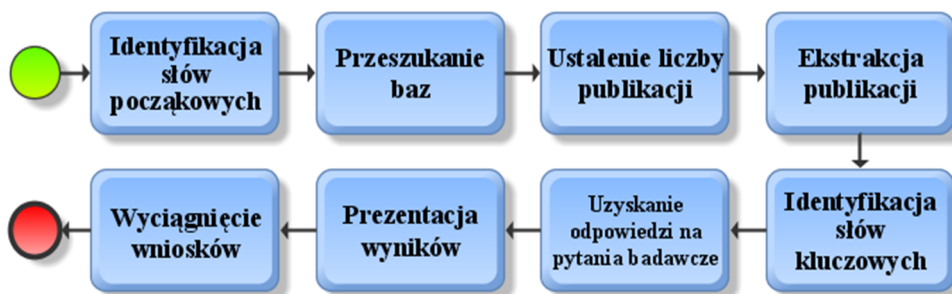 Identyfikacja
słów
począkowych
Przeszukanie
baz
Ustalenie liczby
publikacji
Ekstrakcja
publikacji
Identyfikacja
słów
kluczowych
Uzyskanie
odpowiedzi na
pytania badawcze
Prezentacja
wyników
Wyciągnięcie
wniosków